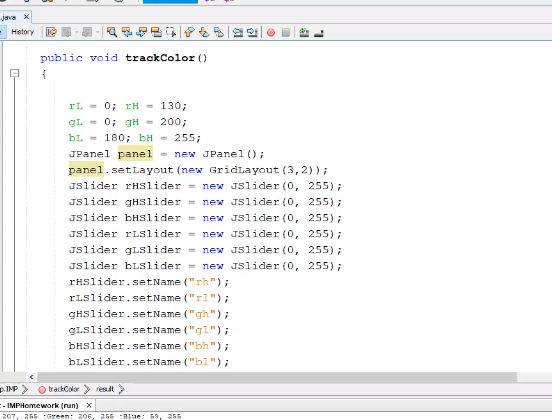 .java ×
History
public void trackColor()
{
rL = 0; rH = 130;
gL = 0; gH = 200;
bL = 180; bH = 255;
JPanel panel = new JPanel();
panel.setLayout(new GridLayout(3,2));
JSlider rHSlider = new JSlider(0, 255);
JSlider gHSlider = new JSlider(0, 255);
JSlider bHSlider = new JSlider(0, 255);
JSlider rLSlider = new JSlider(0, 255);
JSlider gLSlider = new JSlider(0, 255);
JSlider bLSlider = new JSlider(0, 255);
rHSlider.setName("rh");
rLSlider.setName("rl");
gHSlider.setName("gh");
gLSlider.setName("gl");
bHSlider.setName("bh");
bLSlider.setName("bl");
p.IMP trackColor result
t - IMPHomework (run) ×
207, 255 :Green: 206, 255 :Blue: 59, 255